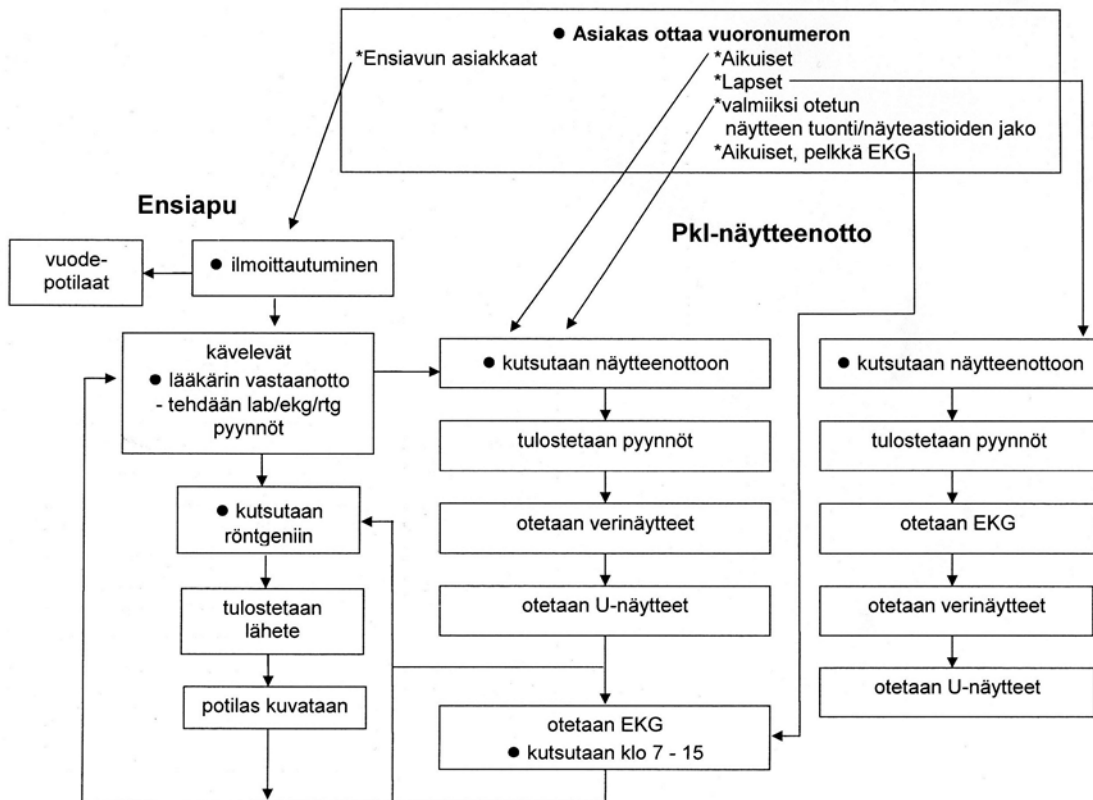 ● Asiakas ottaa vuoronumeron
*Ensiavun asiakkaat
*Aikuiset
*Lapset
*valmiiksi otetun
näytteen tuonti/näyteastioiden jako
*Aikuiset, pelkkä EKG
Ensiapu
Pkl-näytteenotto
vuode-
potilaat
● ilmoittautuminen
kävelevät
● lääkärin vastaanotto
- tehdään lab/ekg/rtg
pyynnöt
● kutsutaan
röntgeniin
tulostetaan
lähete
potilas kuvataan
● kutsutaan näytteenottoon
tulostetaan pyynnöt
otetaan verinäytteet
otetaan U-näytteet
otetaan EKG
● kutsutaan klo 7 - 15
● kutsutaan näytteenottoon
tulostetaan pyynnöt
otetaan EKG
otetaan verinäytteet
otetaan U-näytteet